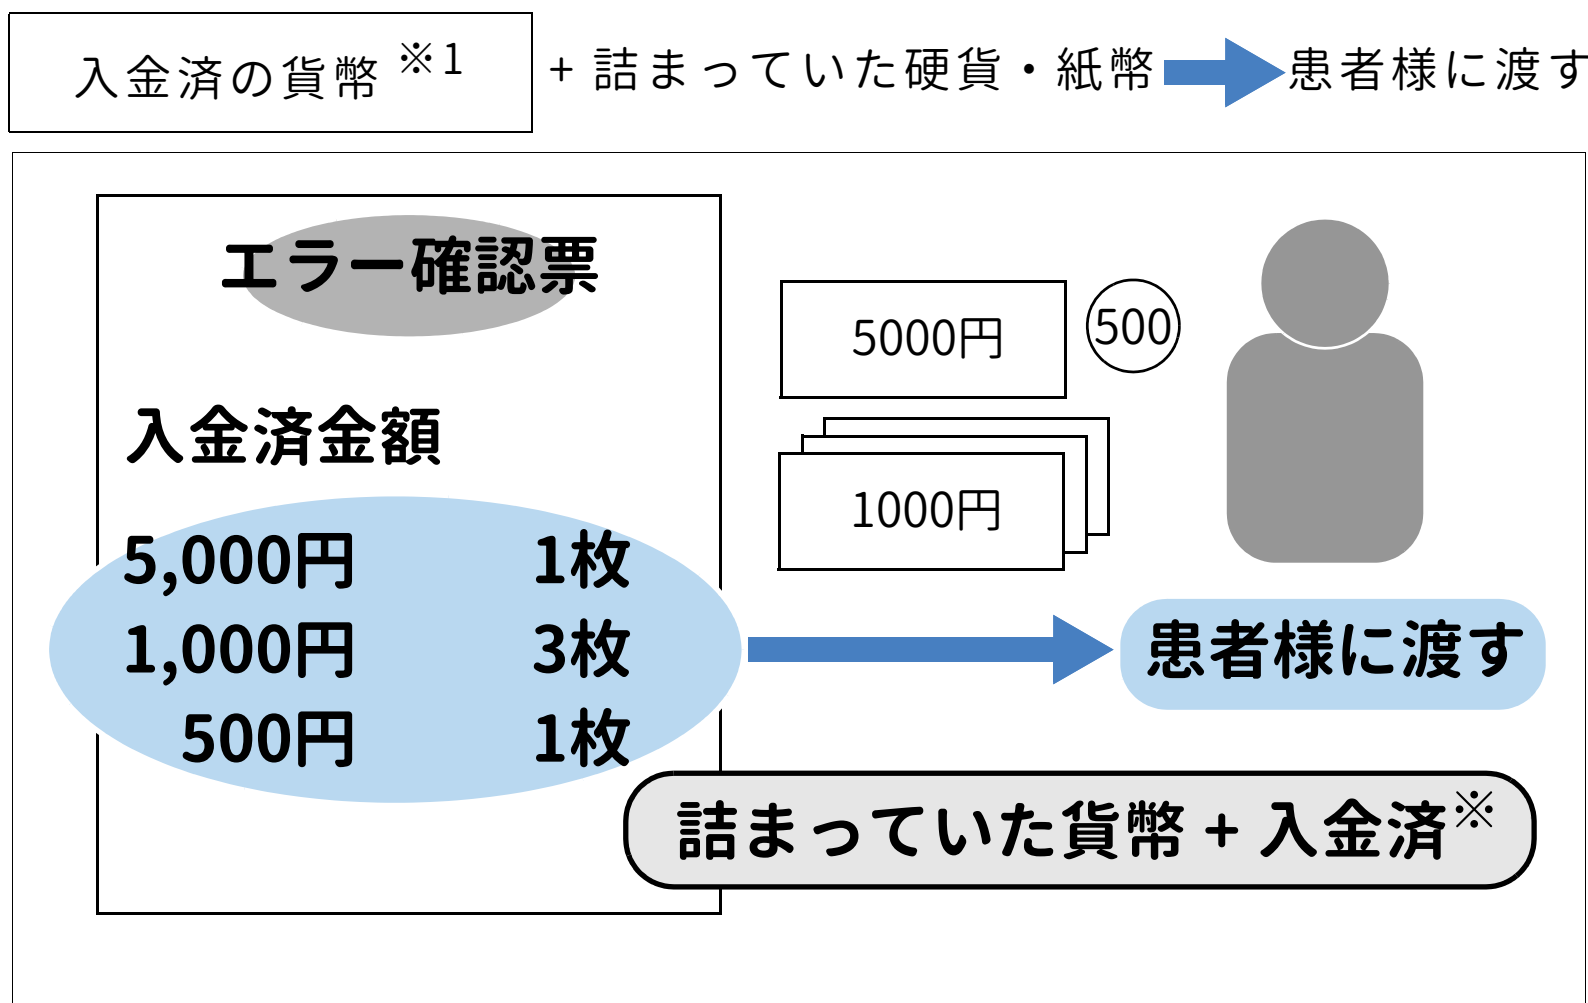 入金済の貨幣 ※1 + 詰まっていた硬貨・紙幣 患者様に渡す
エラー確認票
入金済金額
5,000円 1枚
1,000円 3枚
500円 1枚
5000円 500
1000円
患者様に渡す
詰まっていた貨幣 + 入金済※